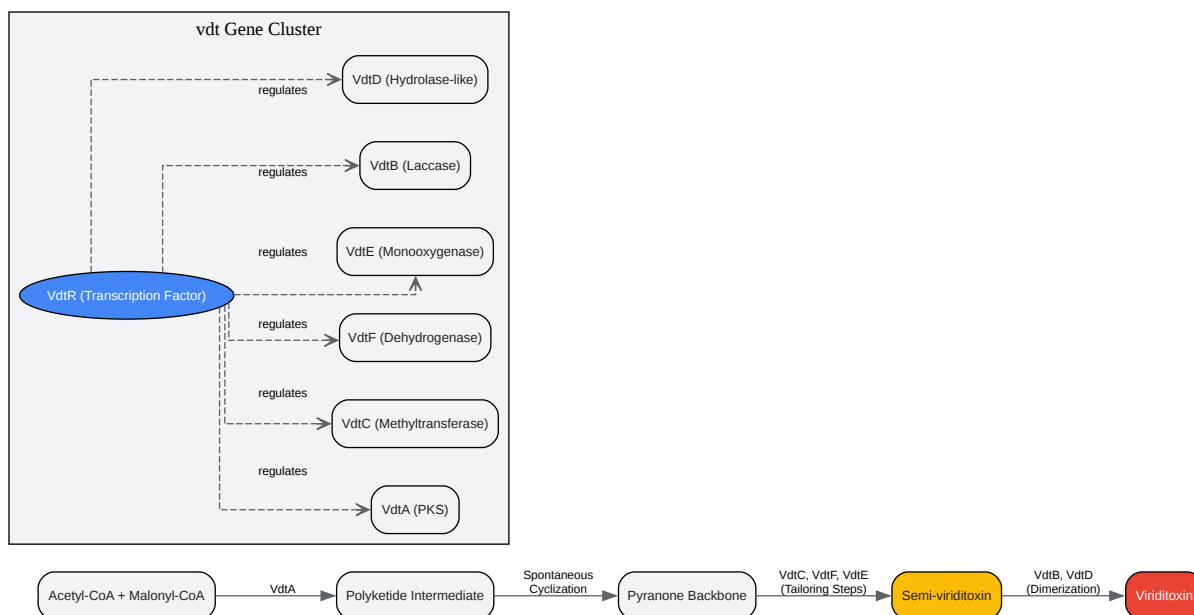 vdt Gene Cluster
VdtD (Hydrolase-like)
regulates
VdtB (Laccase)
regulates
VdtE (Monooxygenase)
regulates
VdtR (Transcription Factor)
regulates
VdtF (Dehydrogenase)
regulates
VdtC (Methyltransferase)
regulates
VdtA (PKS)
Acetyl-CoA + Malonyl-CoA
VdtA
Polyketide Intermediate
Spontaneous
Cyclization
Pyranone Backbone
VdtC, VdtF, VdtE
(Tailoring Steps)
Semi-viriditoxin
VdtB, VdtD
(Dimerization)
Viriditoxin